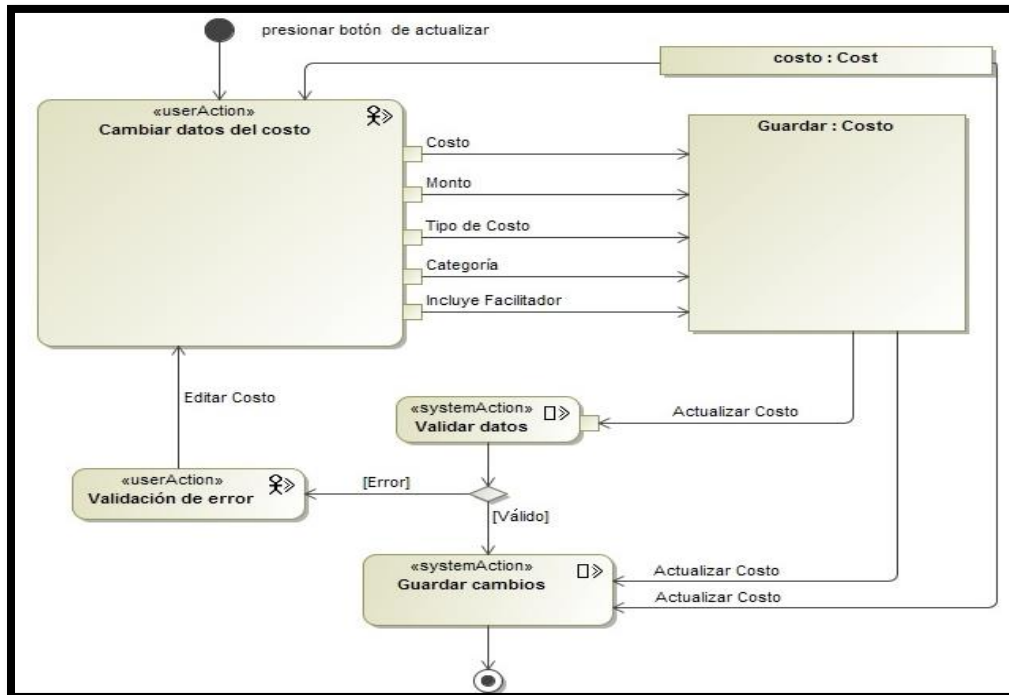 presionar botón de actualizar
costo : Cost
«userAction»
Cambiar datos del costo
Guardar : Costo
Costo
Monto
Tipo de Costo
Categoría
Incluye Facilitador
Editar Costo
«systemAction»
Validar datos
Actualizar Costo
«userAction»
Validación de error
[Error]
[Válido]
«systemAction»
Guardar cambios
Actualizar Costo
Actualizar Costo